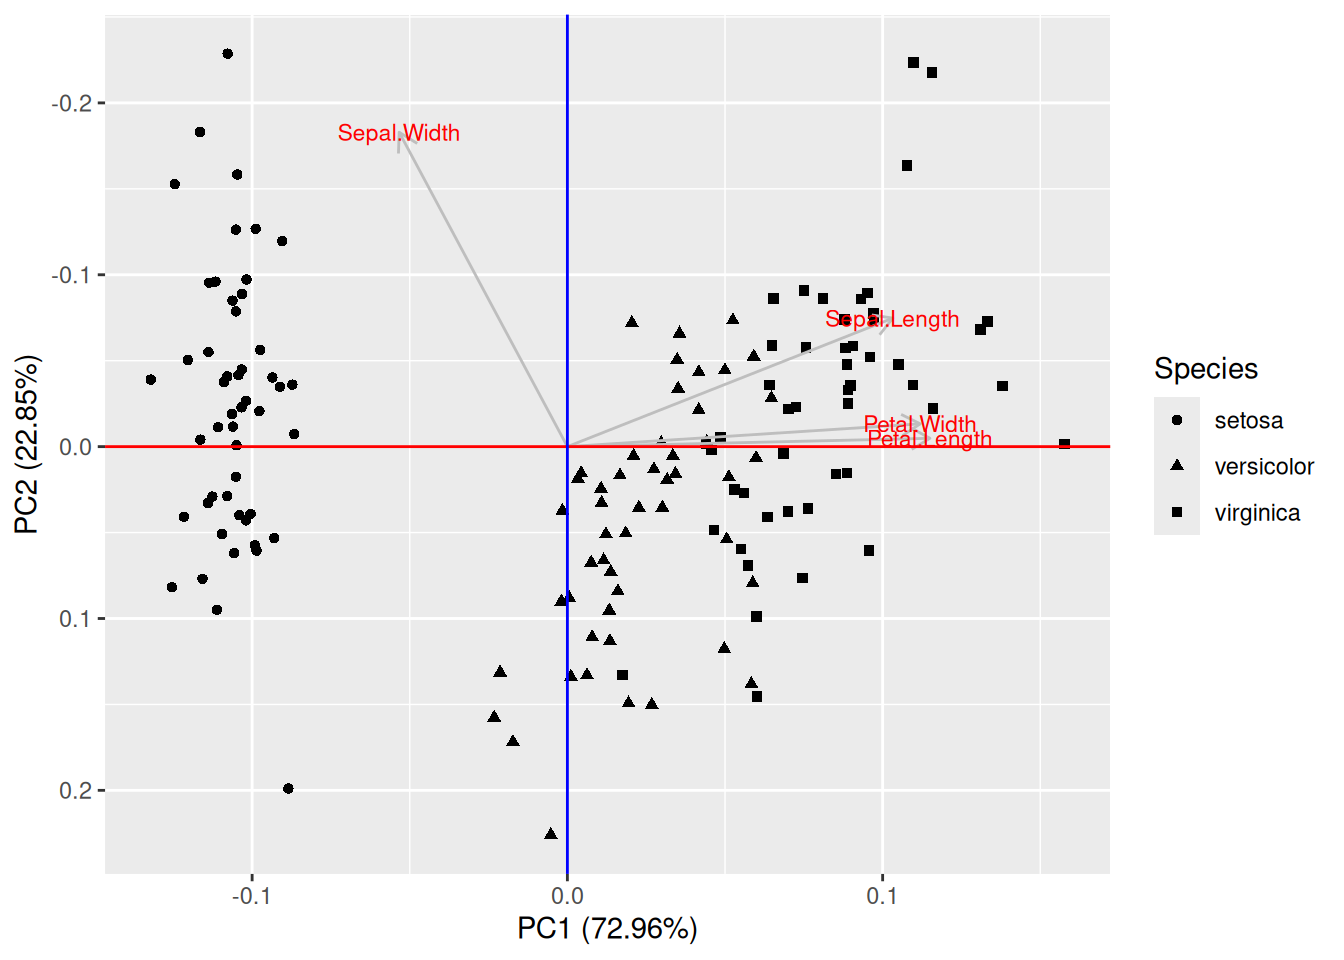 -0.2
-0.1
0.0
0.1
0.2
PC2 (22.85%)
Sepal.Width
Sepal.Length
Petal.Width
Petal.Length
-0.1
0.0
0.1
PC1 (72.96%)
Species
setosa
versicolor
virginica